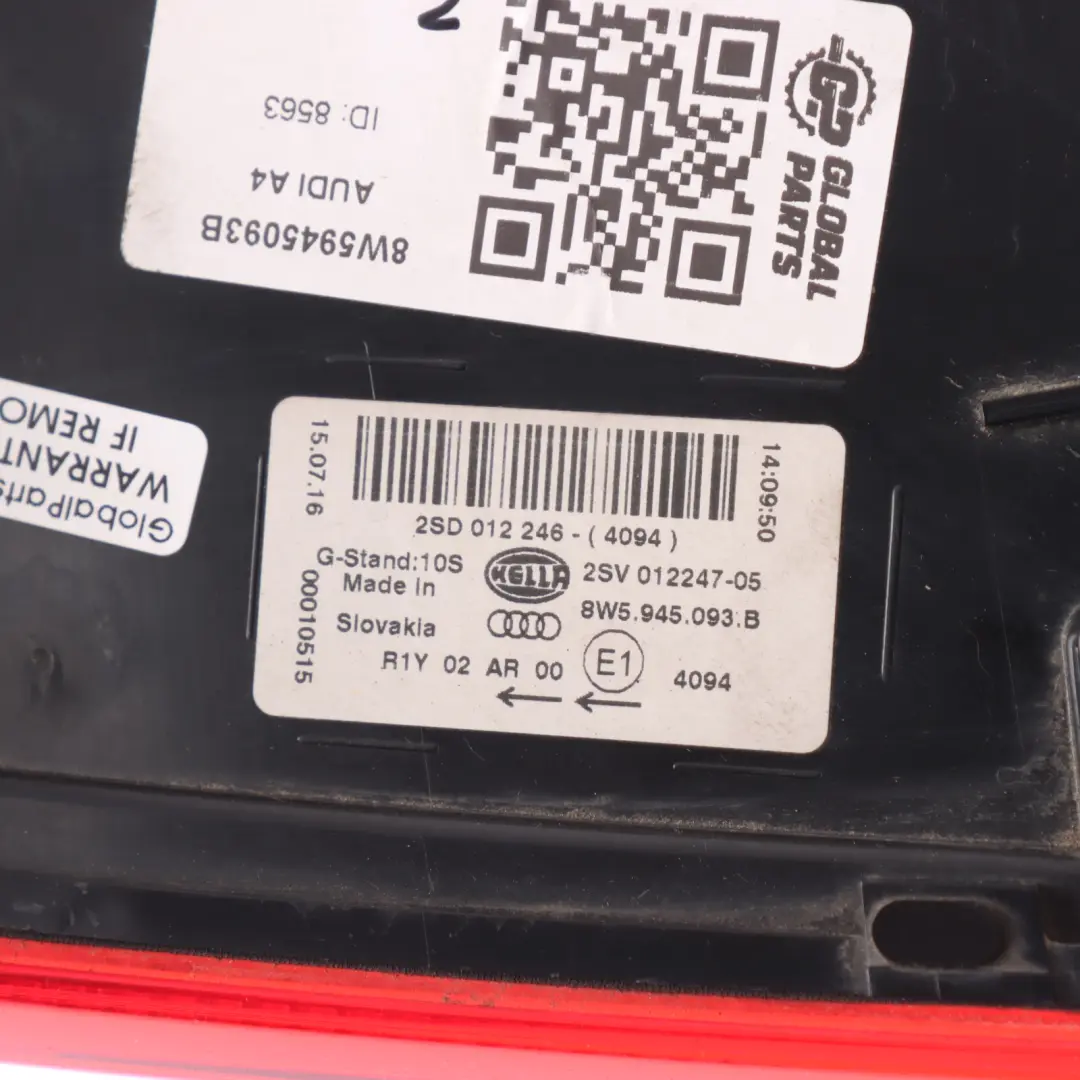 GLOBAL
PARTS
8W5945093B
AUDI A4
ID: 8563
GlobalParts
WARRANT
IF REMO
15.07.16
14:09:50
2SD 012 246-( 4094 )
G-Stand:10S
HELLA
2SV 012247-05
Made in
8W5.945.093.B
Slovakia
00010515
R1Y 02 AR 00
E1
4094